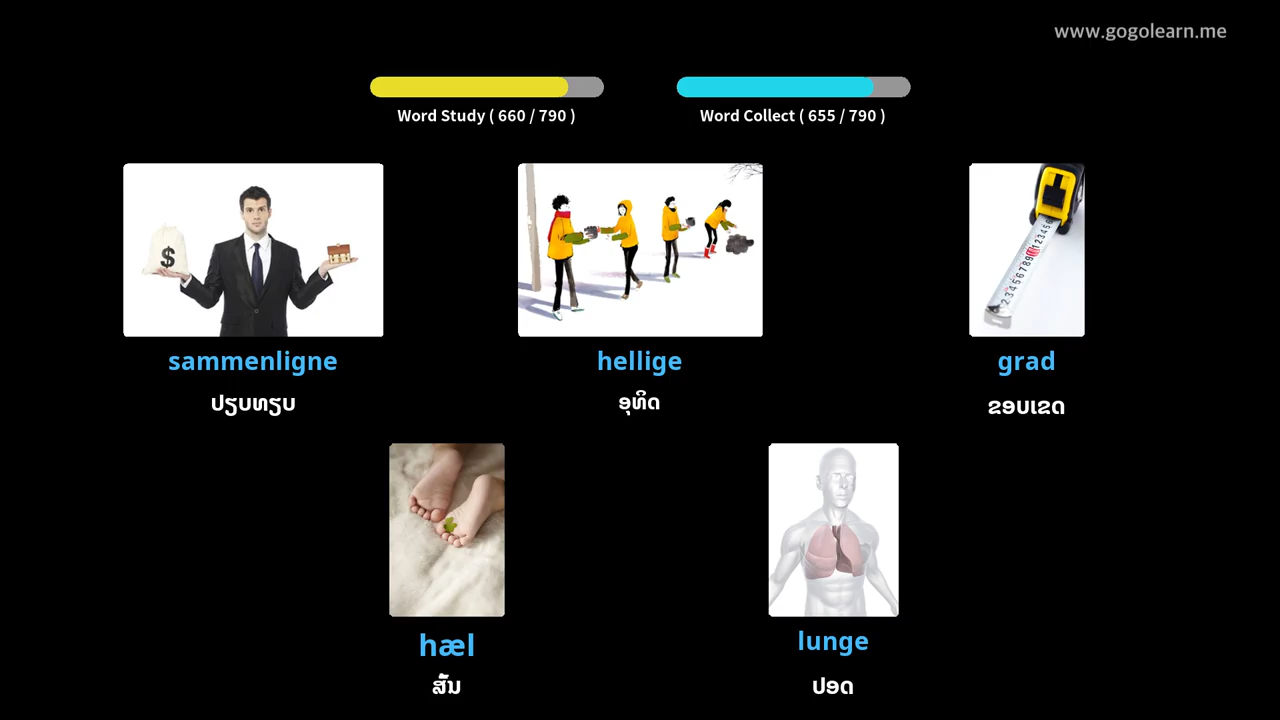 www.gogolearn.me
Word Study ( 660 / 790 )
Word Collect ( 655 / 790 )
sammenligne
ປຽບທຽບ
hellige
ອຸທິດ
grad
ຂອບເຂດ
hæl
ສົ້ນ
lunge
ປອດ